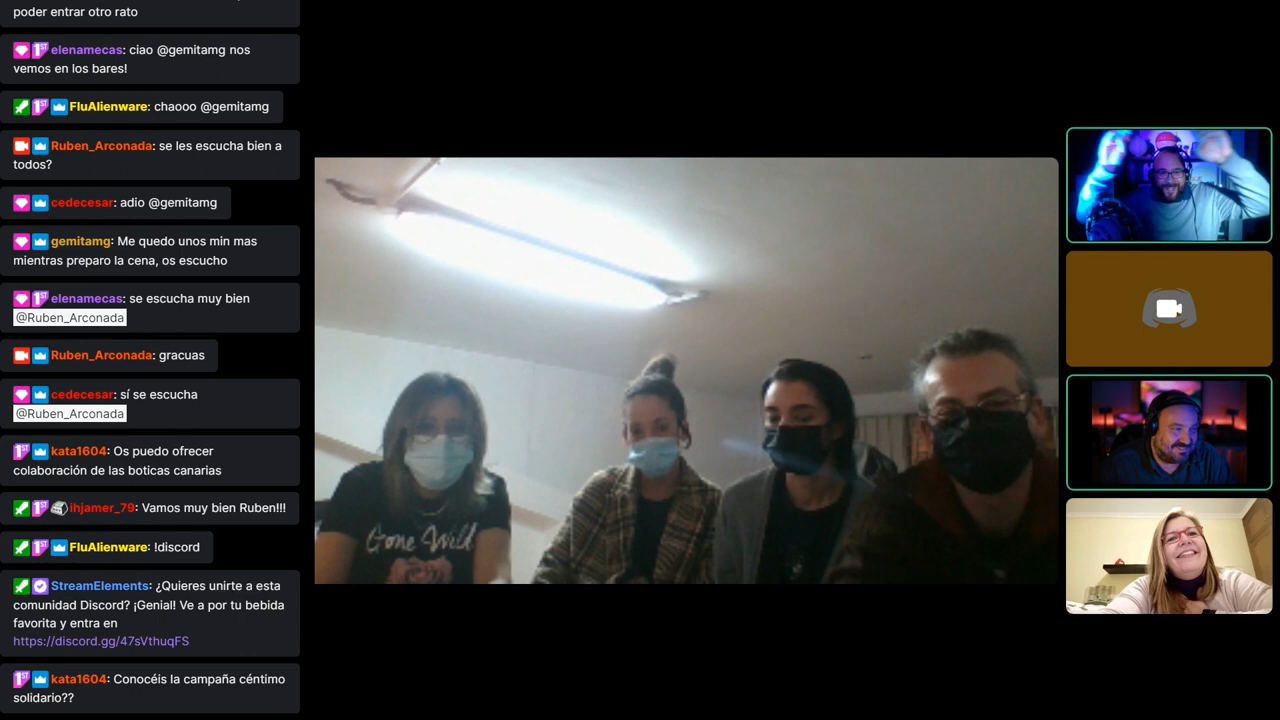 poder entrar otro rato
elenamecas: ciao @gemitamg nos
vemos en los bares!
FluAlienware: chaooo @gemitamg
Ruben_Arconada: se les escucha bien a
todos?
cedecesar: adio @gemitamg
gemitamg: Me quedo unos min mas
mientras preparo la cena, os escucho
elenamecas: se escucha muy bien
@Ruben_Arconada
Ruben_Arconada: gracuas
cedecesar: sí se escucha
@Ruben_Arconada
kata1604: Os puedo ofrecer
colaboración de las boticas canarias
ihjamer_79: Vamos muy bien Ruben!!!
FluAlienware: !discord
StreamElements: ¿Quieres unirte a esta
comunidad Discord? ¡Genial! Ve a por tu bebida
favorita y entra en
https://discord.gg/47sVthuqFS
kata1604: Conocéis la campaña céntimo
solidario??
Gone Wild